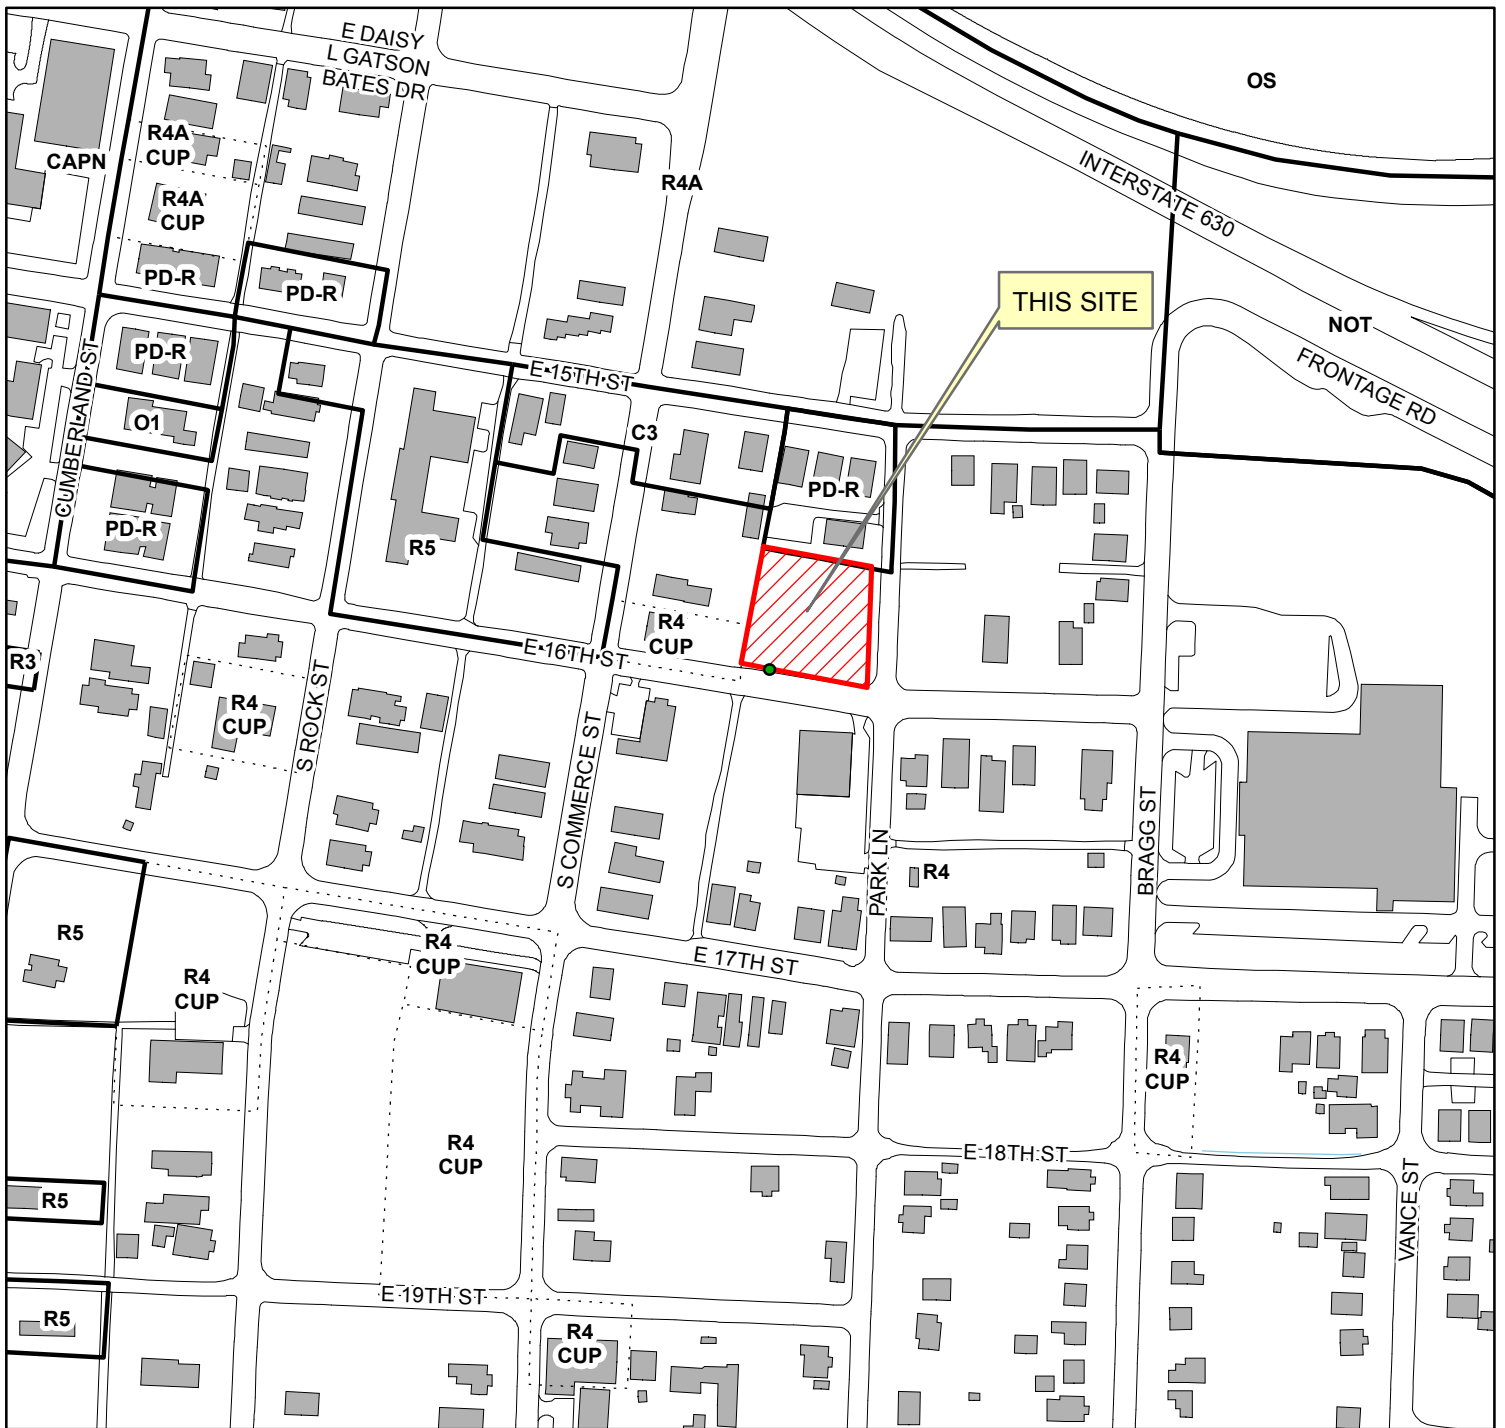 E DAISY
L GATSON
BATES DR
OS
R4A
CUP
CAPN
R4A
INTERSTATE 630
R4A
CUP
PD-R
PD-R
THIS SITE
NOT
PD-R
CUMBERLAND ST
E 15TH ST
FRONTAGE RD
O1
C3
PD-R
PD-R
R5
R4
CUP
E 16TH ST
R3
R4
CUP
S ROCK ST
S COMMERCE ST
BRAGG ST
PARK LN
R4
R5
R4
CUP
E 17TH ST
R4
CUP
R4
CUP
R4
CUP
E 18TH ST
R5
VANCE ST
E 19TH ST
R5
R4
CUP